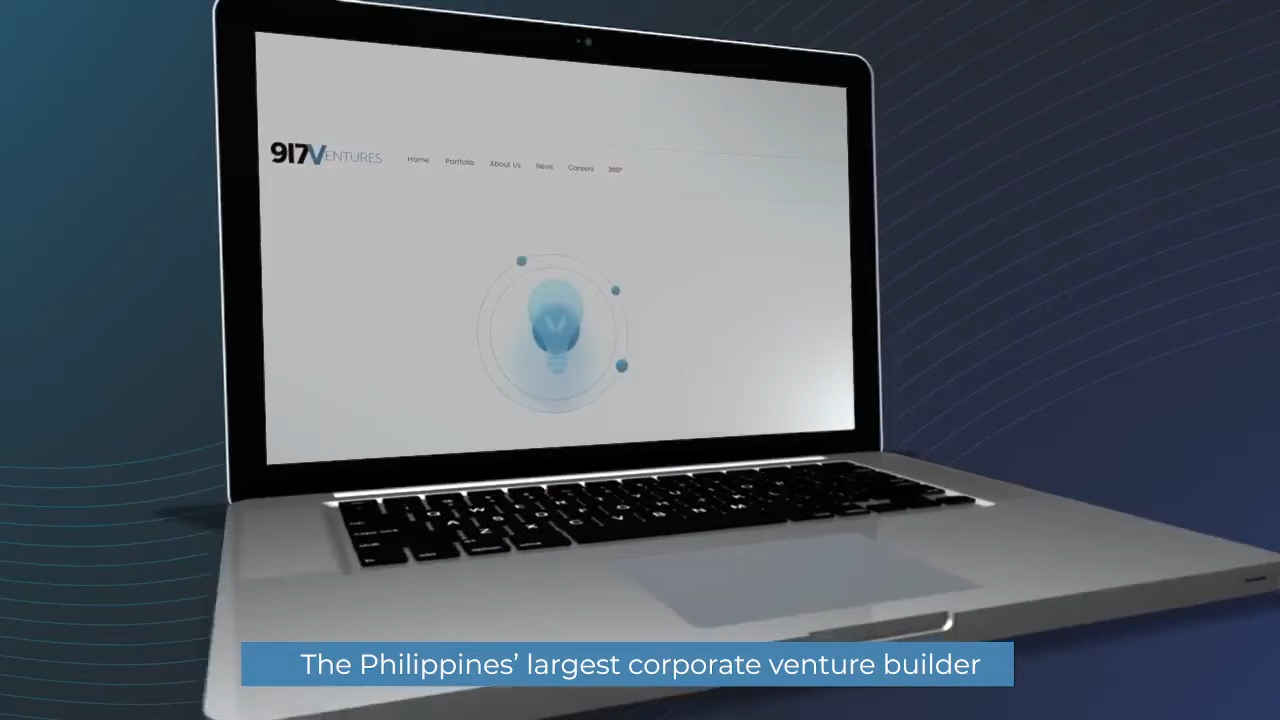 917VENTURES
Home Portfolio About Us News Careers 360°
The Philippines’ largest corporate venture builder